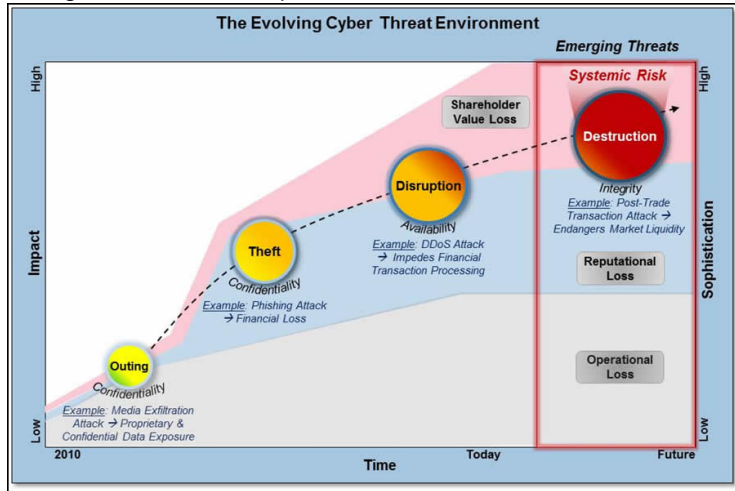 The Evolving Cyber Threat Environment
Emerging Threats
Systemic Risk
High
High
Shareholder
Value Loss
Destruction
Integrity
Example: Post-Trade
Transaction Attack →
Endangers Market Liquidity
Disruption
Availability
Example: DDoS Attack
→ Impedes Financial
Transaction Processing
Theft
Confidentiality
Example: Phishing Attack
→ Financial Loss
Reputational
Loss
Impact
Sophistication
Outing
Confidentiality
Example: Media Exfiltration
Attack → Proprietary &
Confidential Data Exposure
Operational
Loss
Low
Low
2010
Today
Future
Time